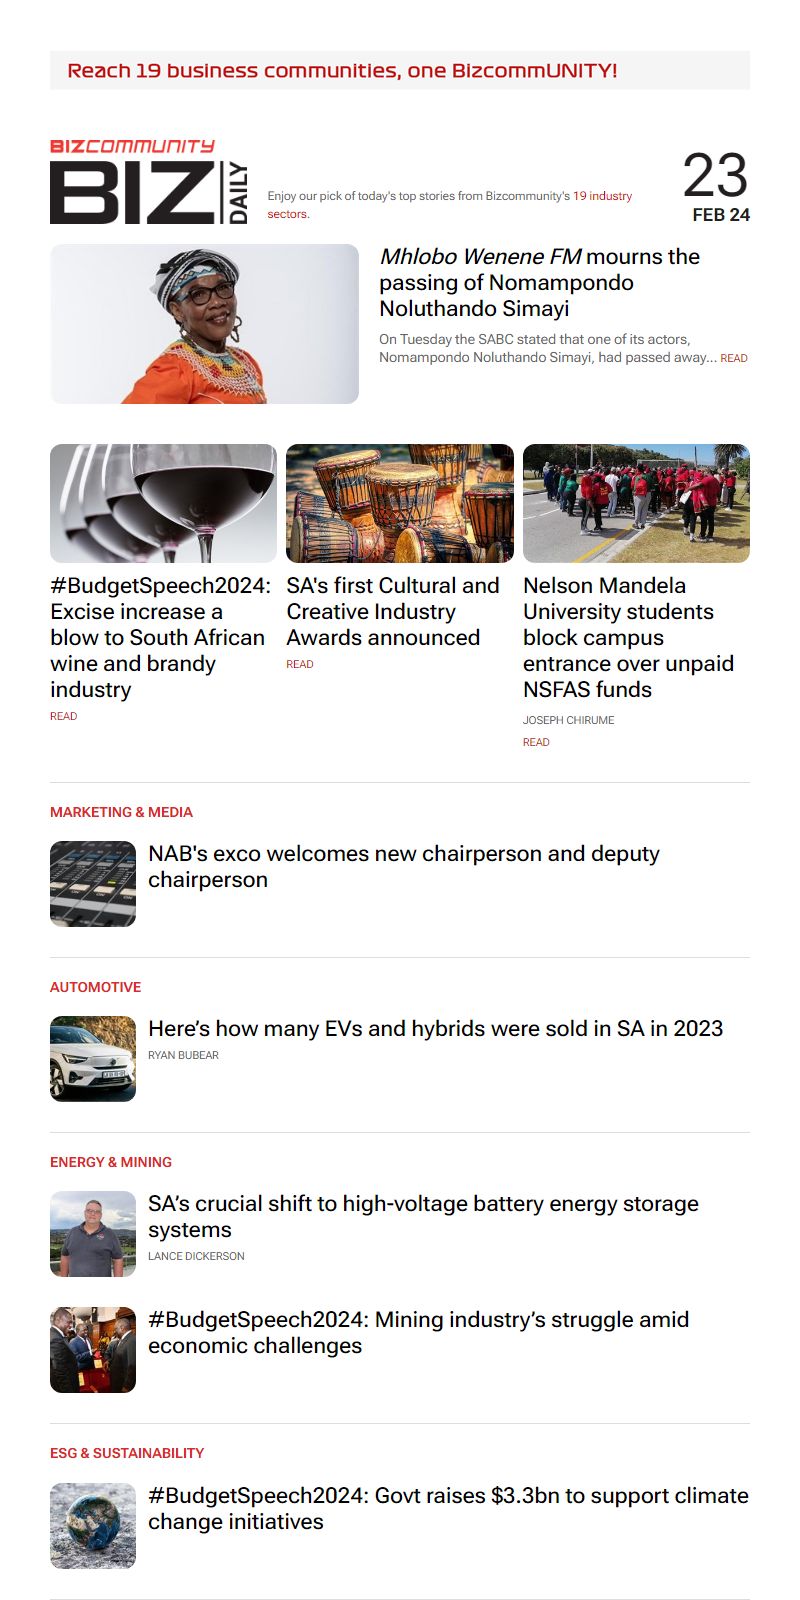 Reach 19 business communities, one BizcommUNITY!
BIZCOMMUNITY
BIZ DAILY
Enjoy our pick of today's top stories from Bizcommunity's 19 industry
sectors.
23
FEB 24
Mhlobo Wenene FM mourns the
passing of Nomampondo
Noluthando Simayi
On Tuesday the SABC stated that one of its actors,
Nomampondo Noluthando Simayi, had passed away... READ
#BudgetSpeech2024:
Excise increase a
blow to South African
wine and brandy
industry
READ
SA's first Cultural and
Creative Industry
Awards announced
READ
Nelson Mandela
University students
block campus
entrance over unpaid
NSFAS funds
JOSEPH CHIRUME
READ
MARKETING & MEDIA
NAB's exco welcomes new chairperson and deputy
chairperson
AUTOMOTIVE
Here’s how many EVs and hybrids were sold in SA in 2023
RYAN BUBEAR
ENERGY & MINING
SA’s crucial shift to high-voltage battery energy storage
systems
LANCE DICKERSON
#BudgetSpeech2024: Mining industry’s struggle amid
economic challenges
ESG & SUSTAINABILITY
#BudgetSpeech2024: Govt raises $3.3bn to support climate
change initiatives